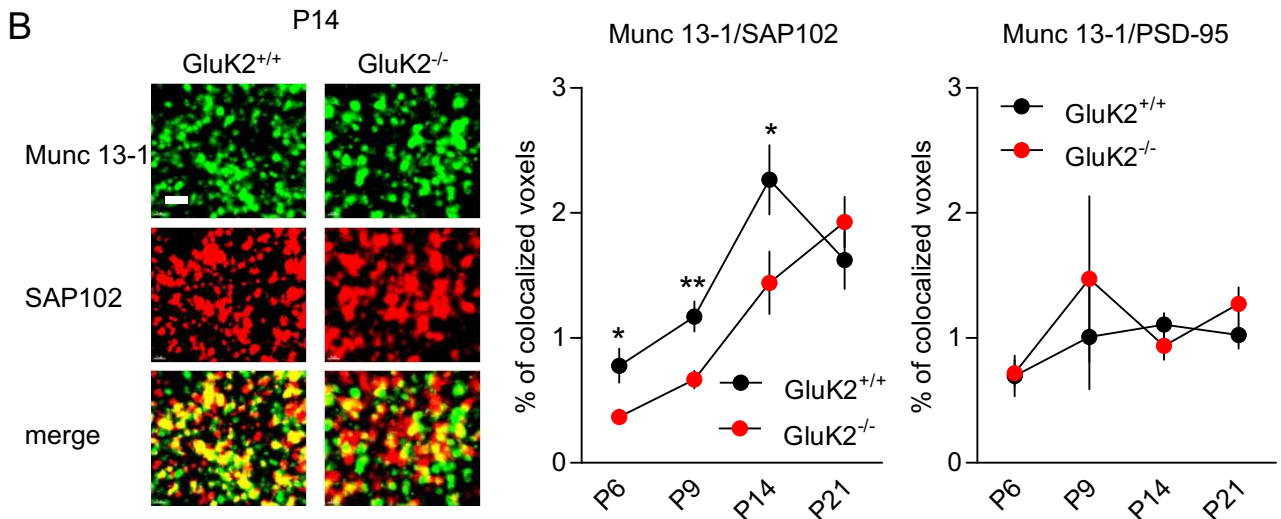 B
P14
GluK2+/+ GluK2-/-
Munc 13-1
SAP102
merge
Munc 13-1/SAP102
% of colocalized voxels
3
2
1
0
*
**
*
GluK2+/+
GluK2-/-
P6 P9 P14 P21
Munc 13-1/PSD-95
% of colocalized voxels
3
2
1
0
GluK2+/+
GluK2-/-
P6 P9 P14 P21